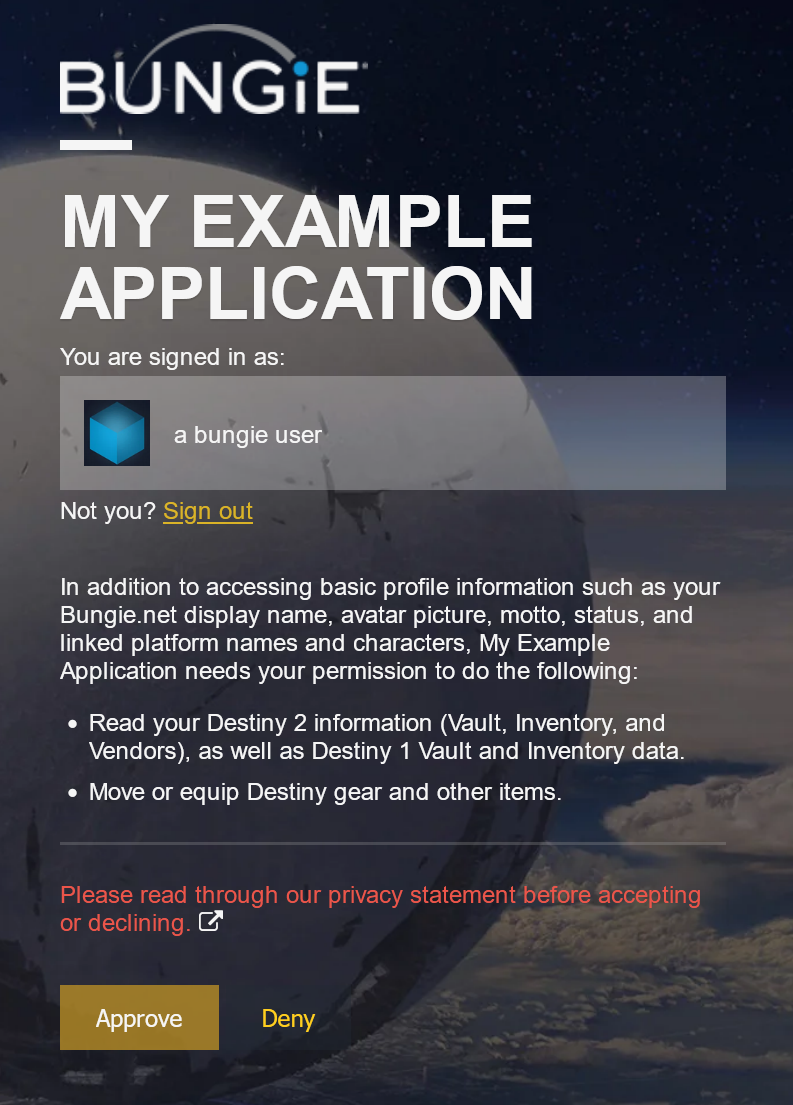 BUNGiE
MY EXAMPLE
APPLICATION
You are signed in as:
a bungie user
Not you? Sign out
In addition to accessing basic profile information such as your
Bungie.net display name, avatar picture, motto, status, and
linked platform names and characters, My Example
Application needs your permission to do the following:
• Read your Destiny 2 information (Vault, Inventory, and
Vendors), as well as Destiny 1 Vault and Inventory data.
• Move or equip Destiny gear and other items.
Please read through our privacy statement before accepting
or declining.
Approve Deny